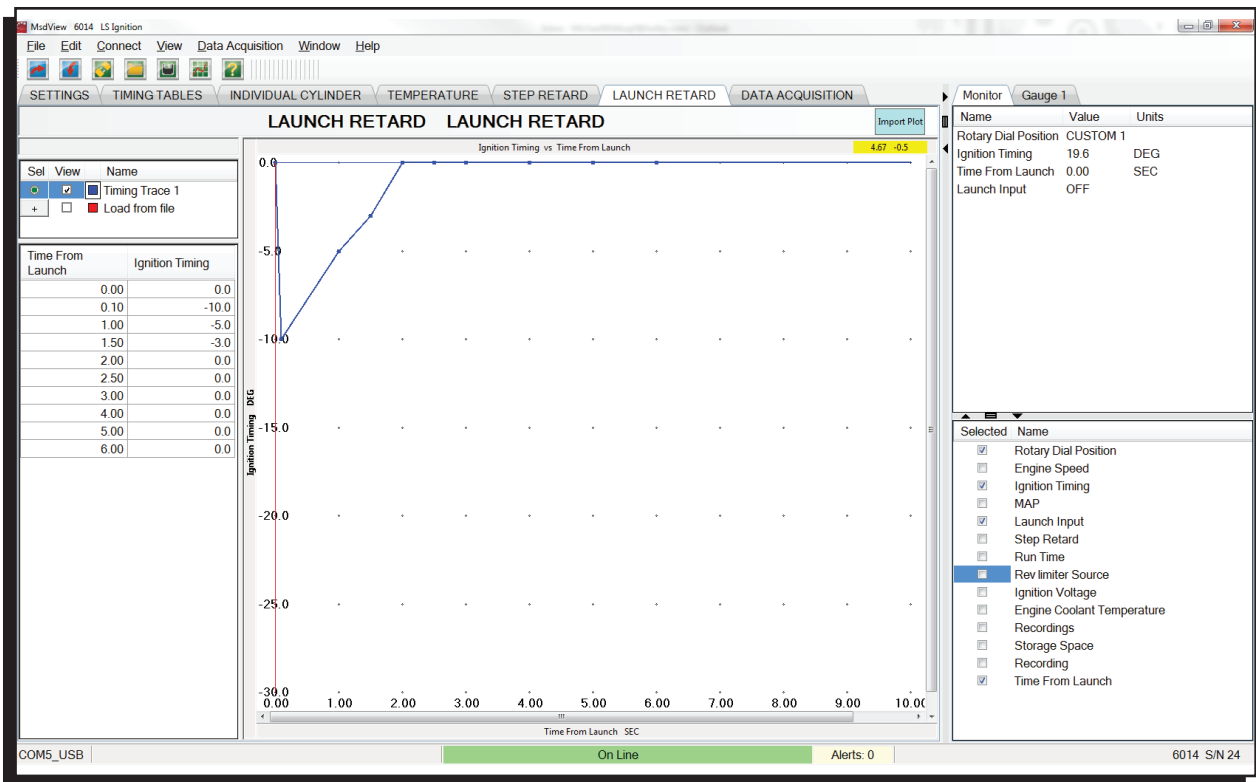 MsdView 6014 LS Ignition
File Edit Connect View Data Acquisition Window Help
SETTINGS TIMING TABLES INDIVIDUAL CYLINDER TEMPERATURE STEP RETARD LAUNCH RETARD DATA ACQUISITION
LAUNCH RETARD LAUNCH RETARD
Import Plot
Sel View Name
Timing Trace 1
+ Load from file
Time From Launch Ignition Timing
0.00 0.0
0.10 -10.0
1.00 -5.0
1.50 -3.0
2.00 0.0
2.50 0.0
3.00 0.0
4.00 0.0
5.00 0.0
6.00 0.0
Ignition Timing vs Time From Launch
4.67 -0.5
0.0
-5.0
-10.0
-15.0
-20.0
-25.0
-30.0
Ignition Timing DEG
0.00 1.00 2.00 3.00 4.00 5.00 6.00 7.00 8.00 9.00
Time From Launch SEC
Monitor Gauge 1
Name Value Units
Rotary Dial Position CUSTOM 1
Ignition Timing 19.6 DEG
Time From Launch 0.00 SEC
Launch Input OFF
Selected Name
Rotary Dial Position
Engine Speed
Ignition Timing
MAP
Launch Input
Step Retard
Run Time
Rev limiter Source
Ignition Voltage
Engine Coolant Temperature
Recordings
Storage Space
Recording
Time From Launch
COM5_USB On Line Alerts: 0 6014 S/N 24